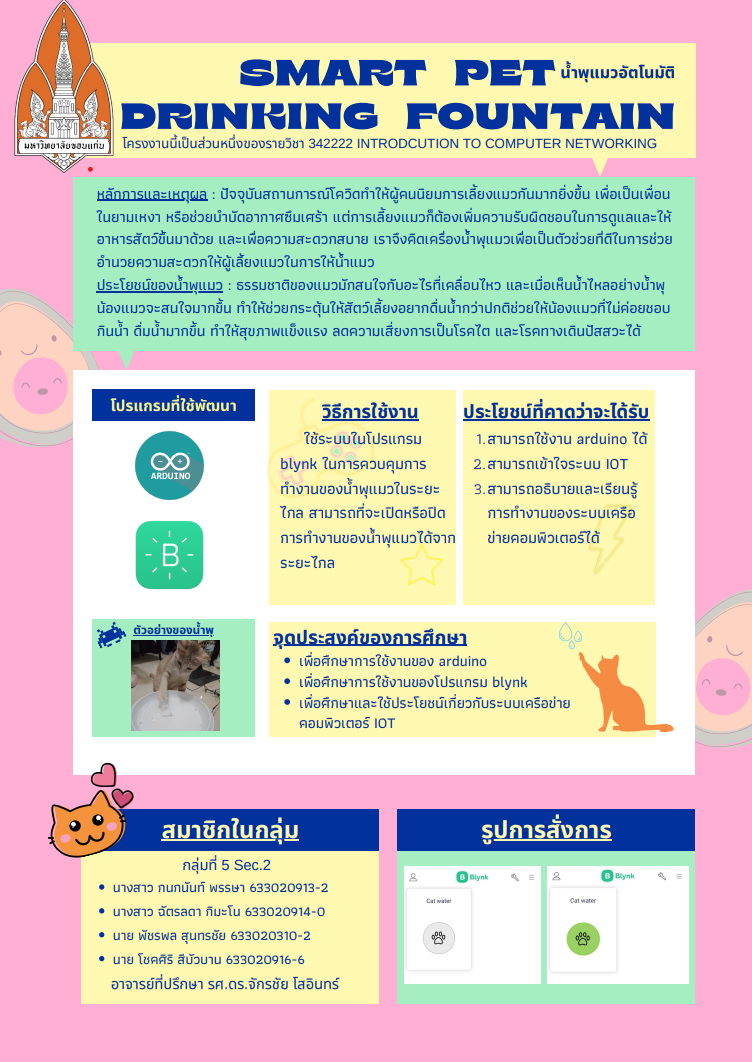 SMART PET น้ำพุแมวอัตโนมัติ
DRINKING FOUNTAIN
มหาวิทยาลัยขอนแก่น
โครงงานนี้เป็นส่วนหนึ่งของรายวิชา 342222 INTRODCUTION TO COMPUTER NETWORKING
หลักการและเหตุผล : ปัจจุบันสถานการณ์โควิดทำให้ผู้คนนิยมการเลี้ยงแมวกันมากยิ่งขึ้น เพื่อเป็นเพื่อน
ในยามเหงา หรือช่วยบำบัดอาการซึมเศร้า แต่การเลี้ยงแมวก็ต้องเพิ่มความรับผิดชอบในการดูแลและให้
อาหารสัตว์ขึ้นมาด้วย และเพื่อความสะดวกสบาย เราจึงคิดเครื่องน้ำพุแมวเพื่อเป็นตัวช่วยที่ดีในการช่วย
อำนวยความสะดวกให้ผู้เลี้ยงแมวในการให้น้ำแมว
ประโยชน์ของน้ำพุแมว : ธรรมชาติของแมวมักสนใจกับอะไรที่เคลื่อนไหว และเมื่อเห็นน้ำไหลอย่างน้ำพุ
น้องแมวจะสนใจมากขึ้น ทำให้ช่วยกระตุ้นให้สัตว์เลี้ยงอยากดื่นน้ำกว่าปกติช่วยให้น้องแมวที่ไม่ค่อยชอบ
กินน้ำ ดื่มน้ำมากขึ้น ทำให้สุขภาพแข็งแรง ลดความเสี่ยงการเป็นโรคไต และโรคทางเดินปัสสวะได้
โปรแกรมที่ใช้พัฒนา
ARDUINO
B
วิธีการใช้งาน
ใช้ระบบในโปรแกรม
blynk ในการควบคุมการ
ทำงานของน้ำพุแมวในระยะ
ไกล สามารถที่จะเปิดหรือปิด
การทำงานของน้ำพุแมวได้จาก
ระยะไกล
ประโยชน์ที่คาดว่าจะได้รับ
1.สามารถใช้งาน arduino ได้
2.สามารถเข้าใจระบบ IOT
3.สามารถอธิบายและเรียนรู้
การทำงานของระบบเครือ
ข่ายคอมพิวเตอร์ได้
ตัวอย่างของน้ำพุ
จุดประสงค์ของการศึกษา
เพื่อศึกษาการใช้งานของ arduino
เพื่อศึกษาการใช้งานของโปรแกรม blynk
เพื่อศึกษาและใช้ประโยชน์เกี่ยวกับระบบเครือข่าย
คอมพิวเตอร์ IOT
สมาชิกในกลุ่ม
กลุ่มที่ 5 Sec.2
นางสาว กนกนันท์ พรรษา 633020913-2
นางสาว ฉัตรลดา ภิมะโน 633020914-0
นาย พัชรพล สุนทรชัย 633020310-2
นาย โชคศิริ สีบัวบาน 633020916-6
อาจารย์ที่ปรึกษา รศ.ดร.จักรชัย โสอินทร์
รูปการสั่งการ
B Blynk
Cat water
B Blynk
Cat water